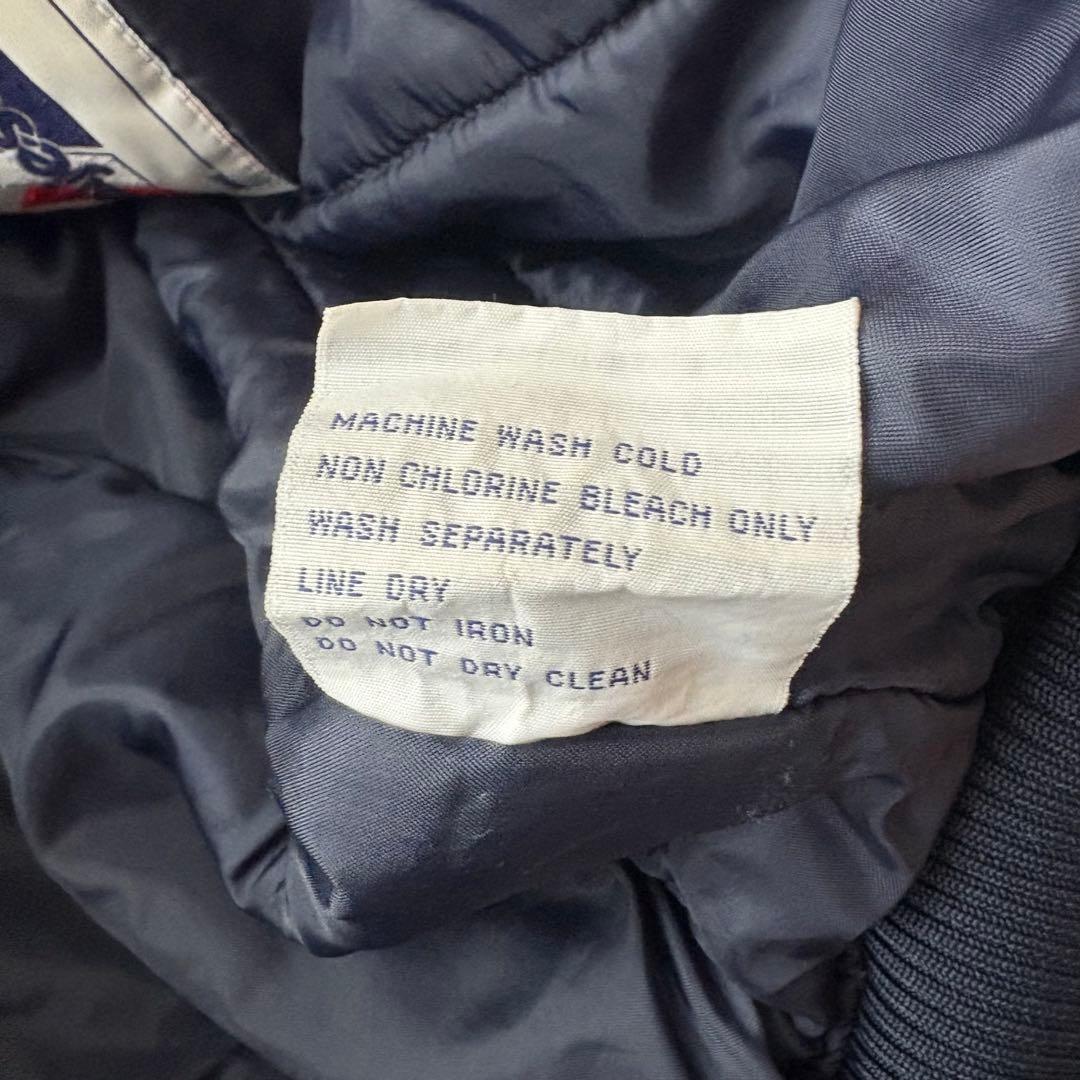 MACHINE WASH COLD
NON CHLORINE BLEACH ONLY
WASH SEPARATELY
LINE DRY
DO NOT IRON
DO NOT DRY CLEAN